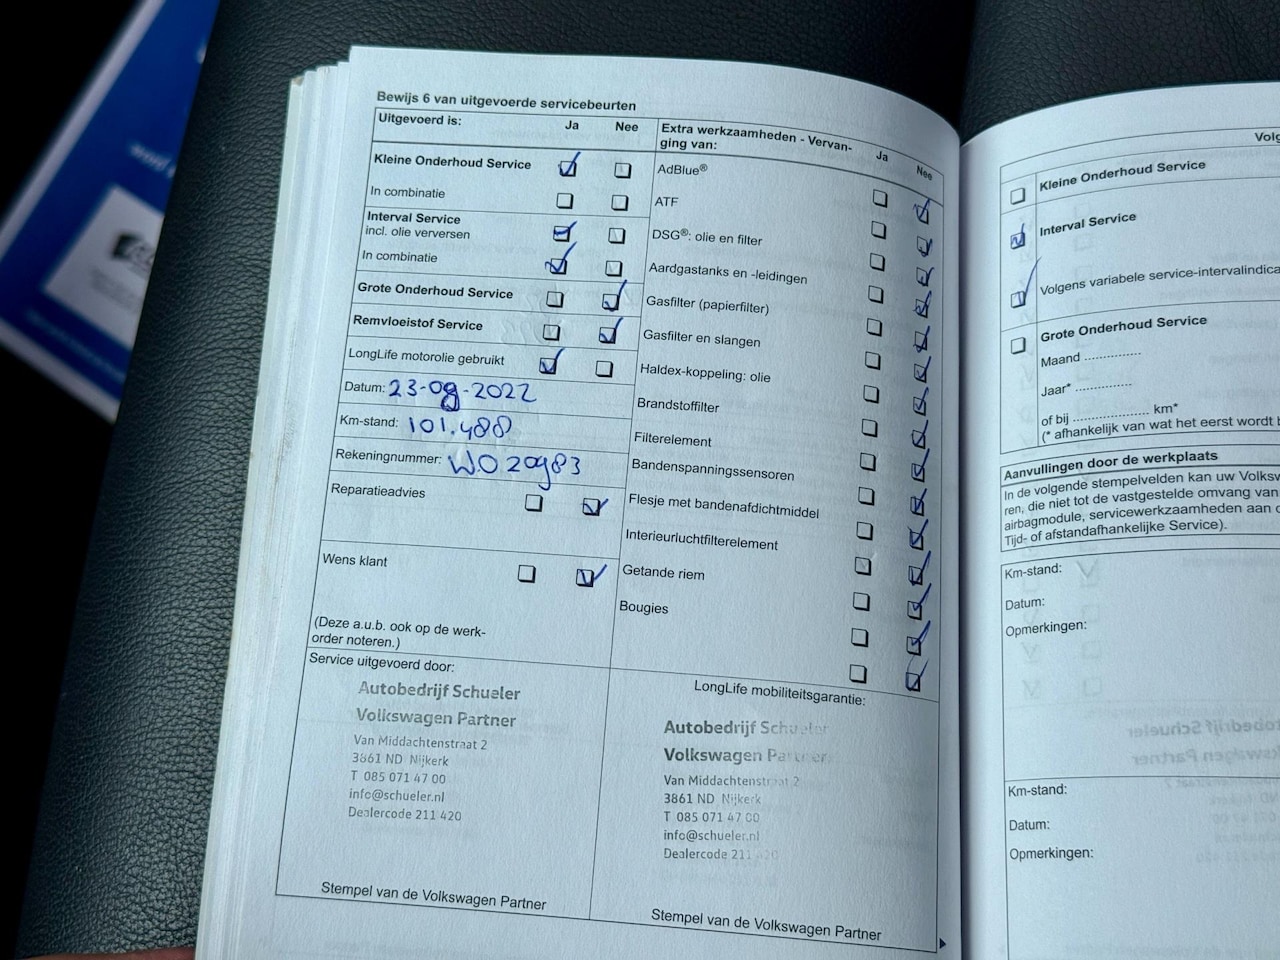 Bewijs 6 van uitgevoerde servicebeurten
Uitgevoerd is: Ja Nee
Kleine Onderhoud Service
In combinatie
Interval Service
incl. olie verversen
In combinatie
Grote Onderhoud Service
Remvloeistof Service
LongLife motorolie gebruikt
Datum: 23-09-2022
Km-stand: 101.488
Rekeningnummer: WO20983
Reparatieadvies
Wens klant
(Deze a.u.b. ook op de werk-
order noteren.)
Service uitgevoerd door:
Autobedrijf Schueler
Volkswagen Partner
Van Middachtenstraat 2
3861 ND Nijkerk
T 085 071 47 00
info@schueler.nl
Dealercode 211 420
Stempel van de Volkswagen Partner
Extra werkzaamheden - Vervan-
ging van: Ja Nee
AdBlue®
ATF
DSG®: olie en filter
Aardgastanks en -leidingen
Gasfilter (papierfilter)
Gasfilter en slangen
Haldex-koppeling: olie
Brandstoffilter
Filterelement
Bandenspanningssensoren
Flesje met bandenafdichtmiddel
Interieurluchtfilterelement
Getande riem
Bougies
LongLife mobiliteitsgarantie:
Autobedrijf Schueler
Volkswagen Partner
Van Middachtenstraat 2
3861 ND Nijkerk
T 085 071 47 00
info@schueler.nl
Dealercode 211 420
Stempel van de Volkswagen Partner
Kleine Onderhoud Service
Interval Service
Volgens variabele
Grote Onderhoud Service
Maand ..............
Jaar* ..............
of bij ................... km*
(* afhankelijk van wat het eerst wordt
Aanvullingen door de werkplaats
In de volgende stempelvelden kan uw
ren, die niet tot de vastgestelde omvang van
airbagmodule, servicewerkzaamheden aan
Tijd- of afstandafhankelijke Service).
Km-stand:
Datum:
Opmerkingen:
Km-stand:
Datum:
Opmerkingen: